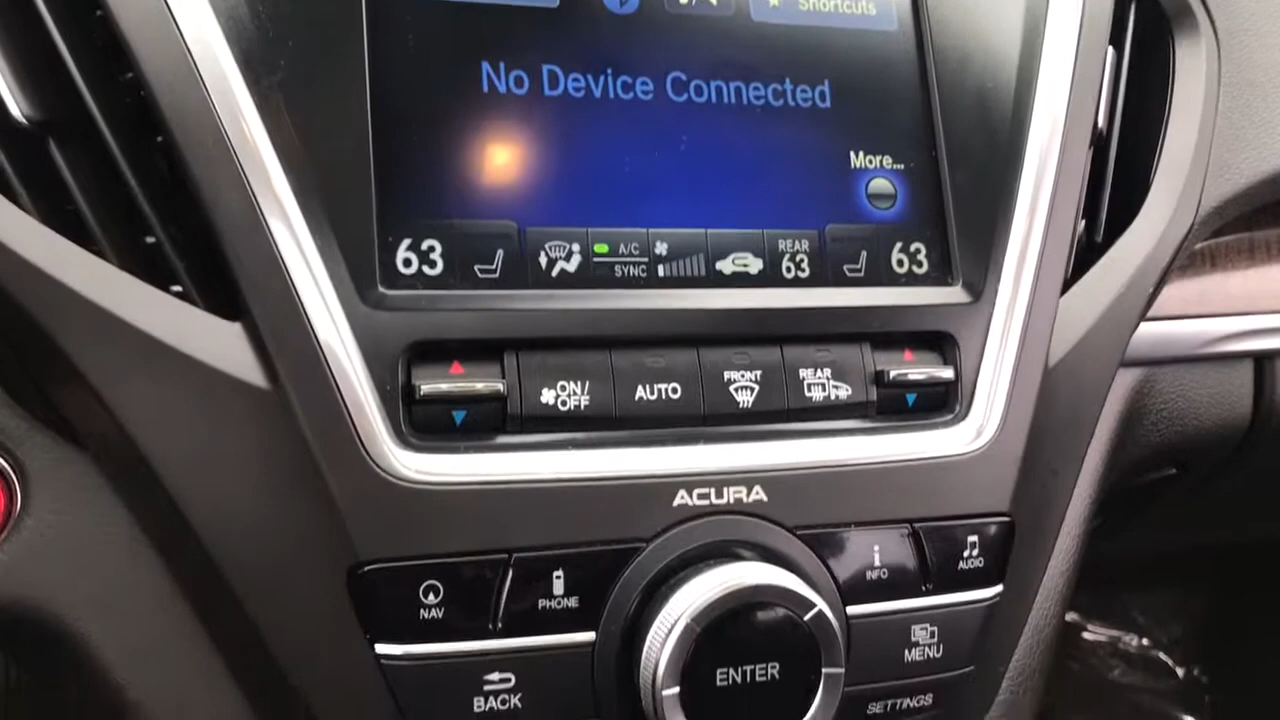 Shortcuts
No Device Connected
More...
63
A/C
SYNC
REAR
63
63
ON/
OFF
AUTO
FRONT
REAR
ACURA
NAV
PHONE
INFO
AUDIO
BACK
ENTER
MENU
SETTINGS